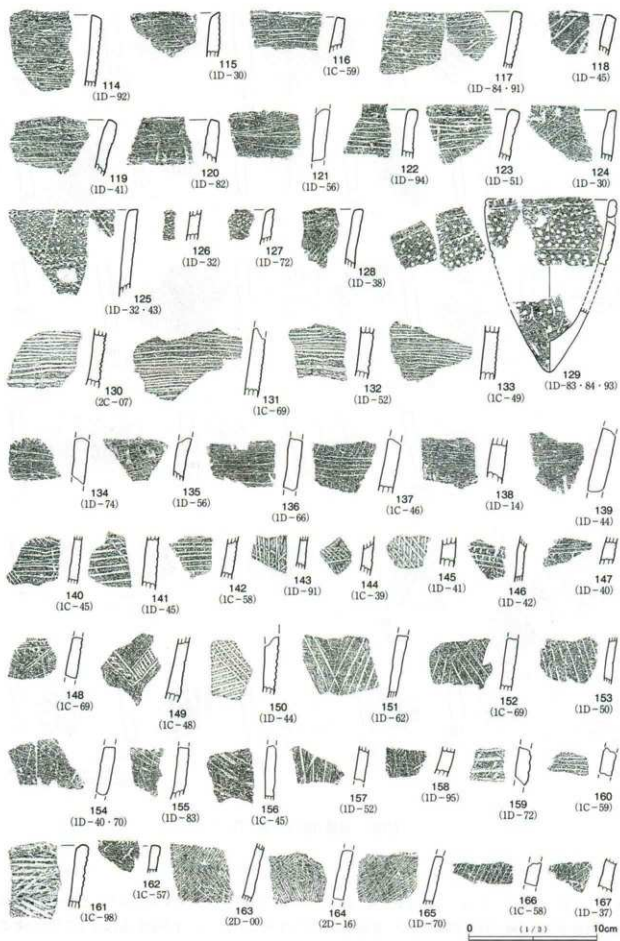 114
(1D-92)
115
(1D-30)
116
(1C-59)
117
(1D-84・91)
118
(1D-45)
119
(1D-41)
120
(1D-82)
121
(1D-56)
122
(1D-94)
123
(1D-51)
124
(1D-30)
125
(1D-32・43)
126
(1D-32)
127
(1D-72)
128
(1D-38)
129
(1D-83・84・93)
130
(2C-07)
131
(1C-69)
132
(1D-52)
133
(1C-49)
134
(1D-74)
135
(1D-56)
136
(1D-66)
137
(1C-46)
138
(1D-14)
139
(1D-44)
140
(1C-45)
141
(1D-45)
142
(1C-58)
143
(1D-91)
144
(1C-39)
145
(1D-41)
146
(1D-42)
147
(1D-40)
148
(1C-69)
149
(1C-48)
150
(1D-44)
151
(1D-62)
152
(1C-69)
153
(1D-50)
154
(1D-40・70)
155
(1D-83)
156
(1C-45)
157
(1D-52)
158
(1D-95)
159
(1D-72)
160
(1C-59)
161
(1C-98)
162
(1C-57)
163
(2D-00)
164
(2D-16)
165
(1D-70)
166
(1C-58)
167
(1D-37)
0 (1/3) 10cm